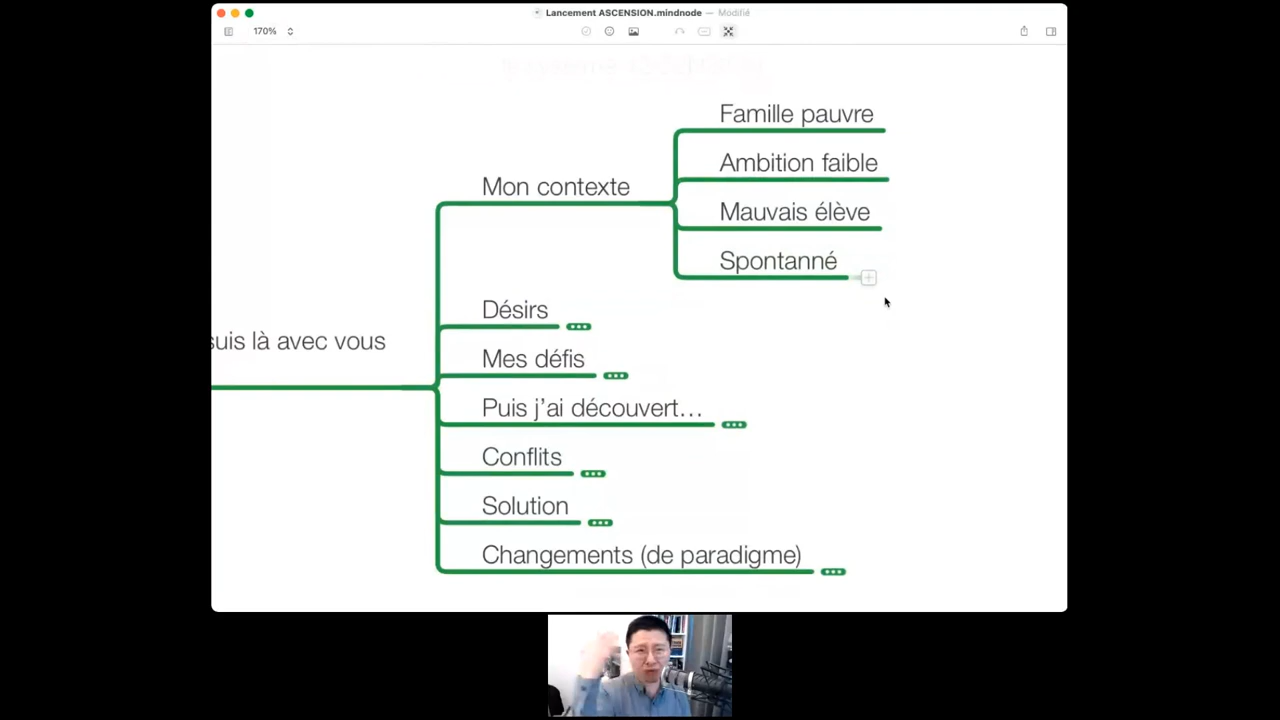 Lancement ASCENSION.mindnode — Modifié
170%
Famille pauvre
Ambition faible
Mon contexte
Mauvais élève
Spontanné
Désirs
suis là avec vous
Mes défis
Puis j'ai découvert...
Conflits
Solution
Changements (de paradigme)